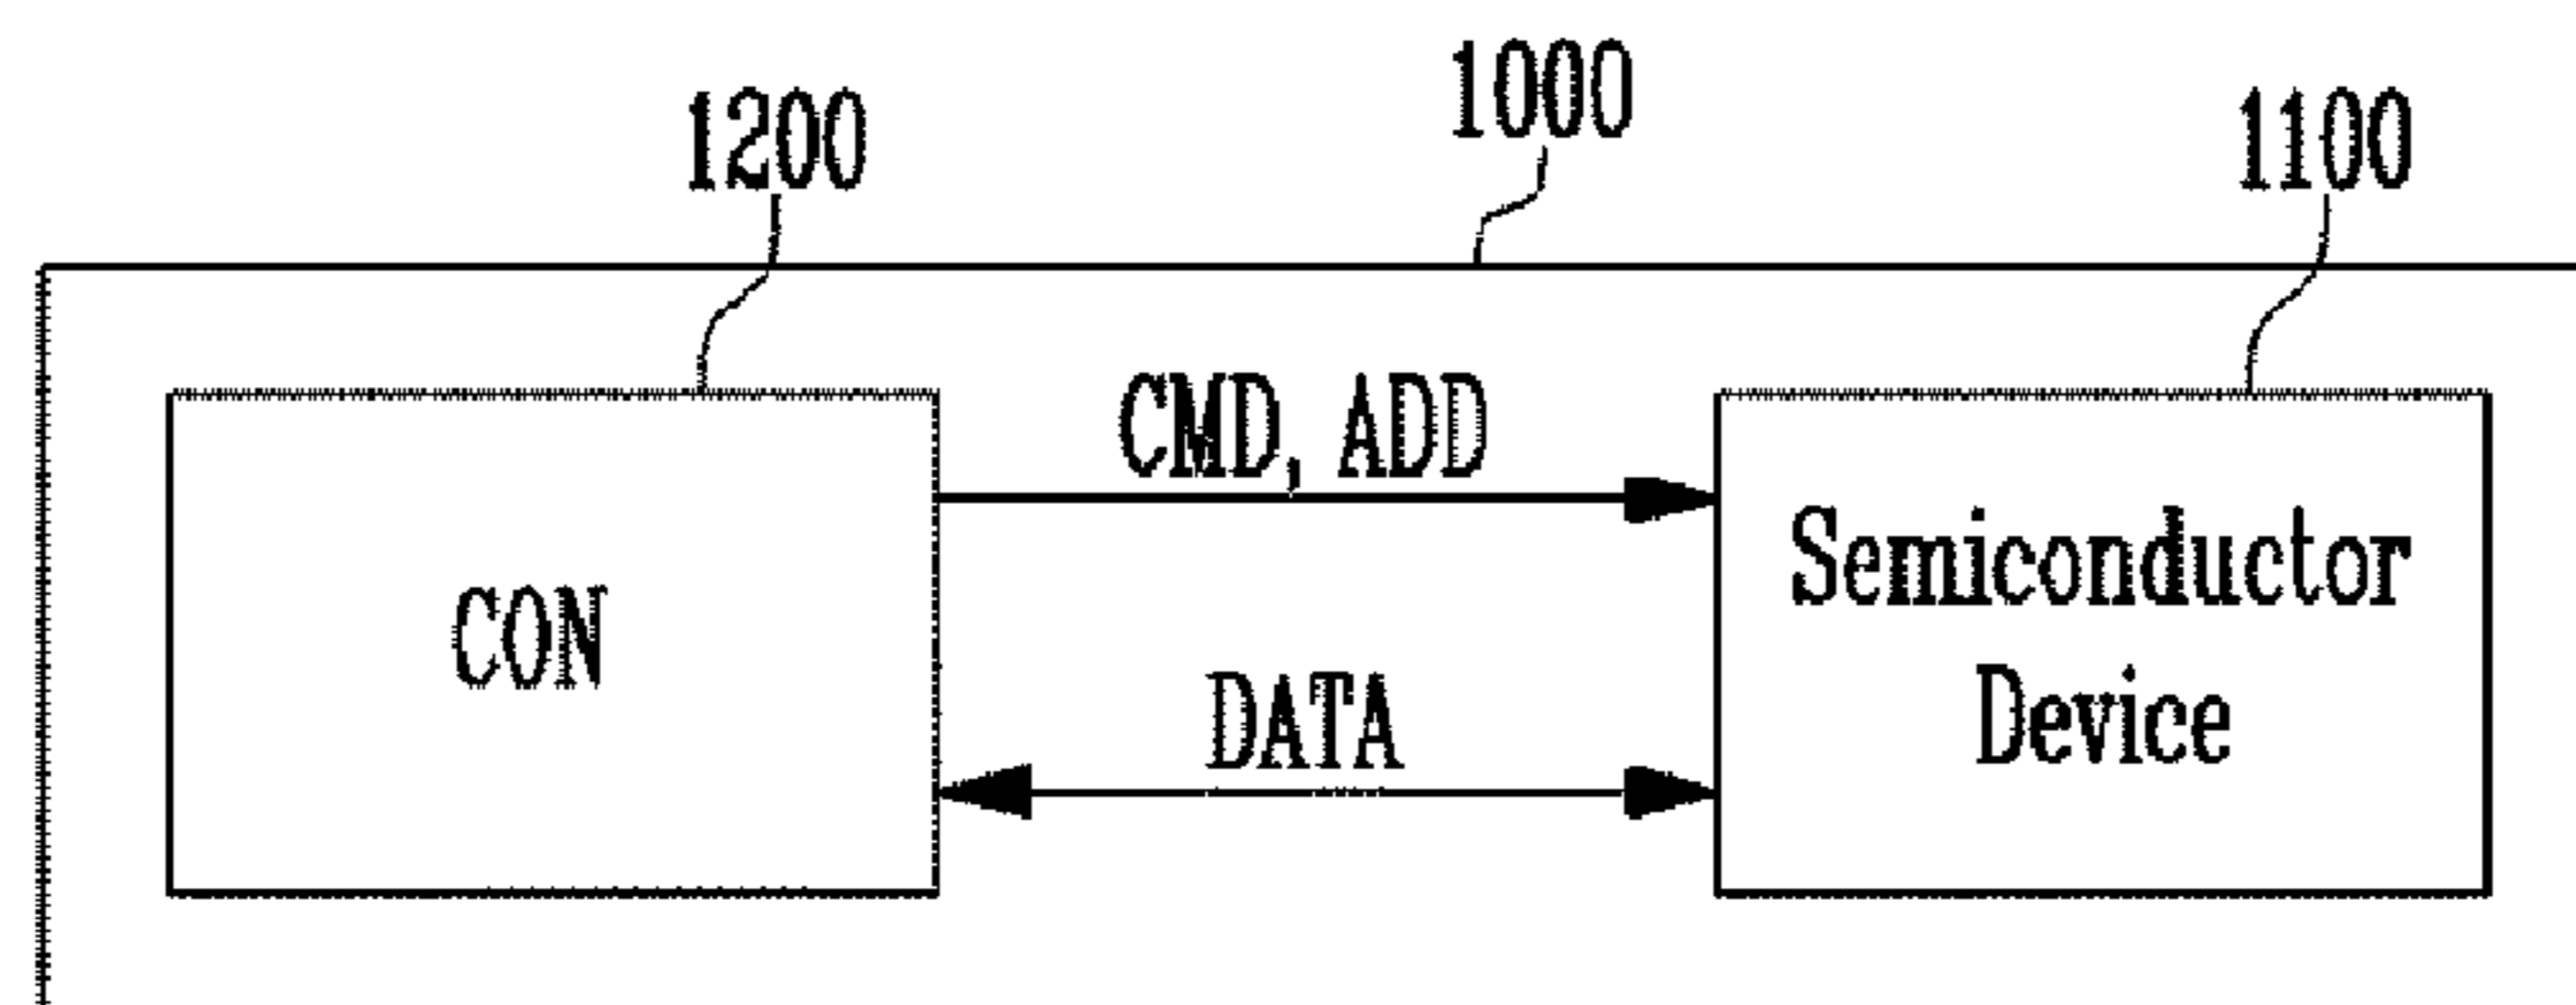 1000
1200
1100
CMD, ADD
CON
Semiconductor
Device
DATA